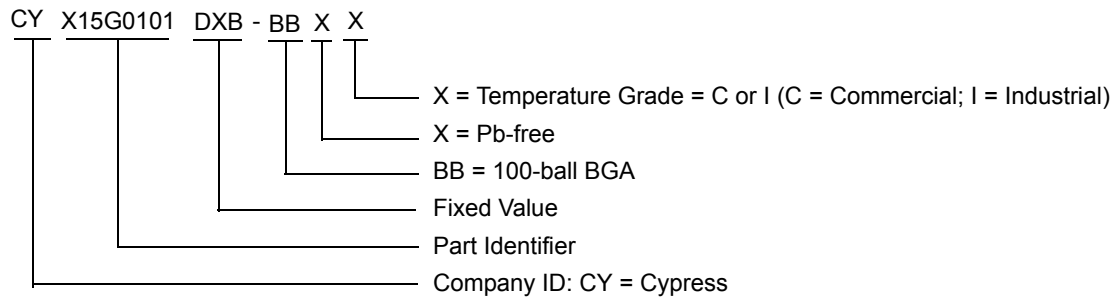 CY X15G0101 DXB - BB X X
X = Temperature Grade = C or I (C = Commercial; I = Industrial)
X = Pb-free
BB = 100-ball BGA
Fixed Value
Part Identifier
Company ID: CY = Cypress